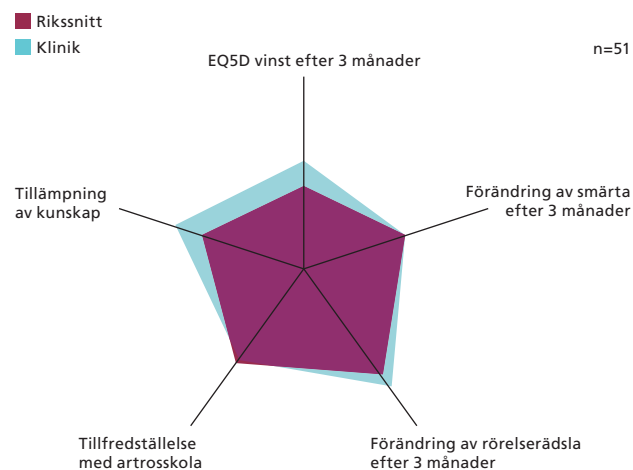 Rikssnitt
Klinik
n=51
EQ5D vinst efter 3 månader
Tillämpning
av kunskap
Förändring av smärta
efter 3 månader
Tillfredställelse
med artrosskola
Förändring av rörelserädsla
efter 3 månader